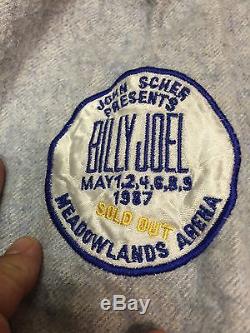 JOHN SCHER
PRESENTS
BILLY JOEL
MAY 1,2,4,6,8,9
1987
SOLD OUT
MEADOWLANDS ARENA